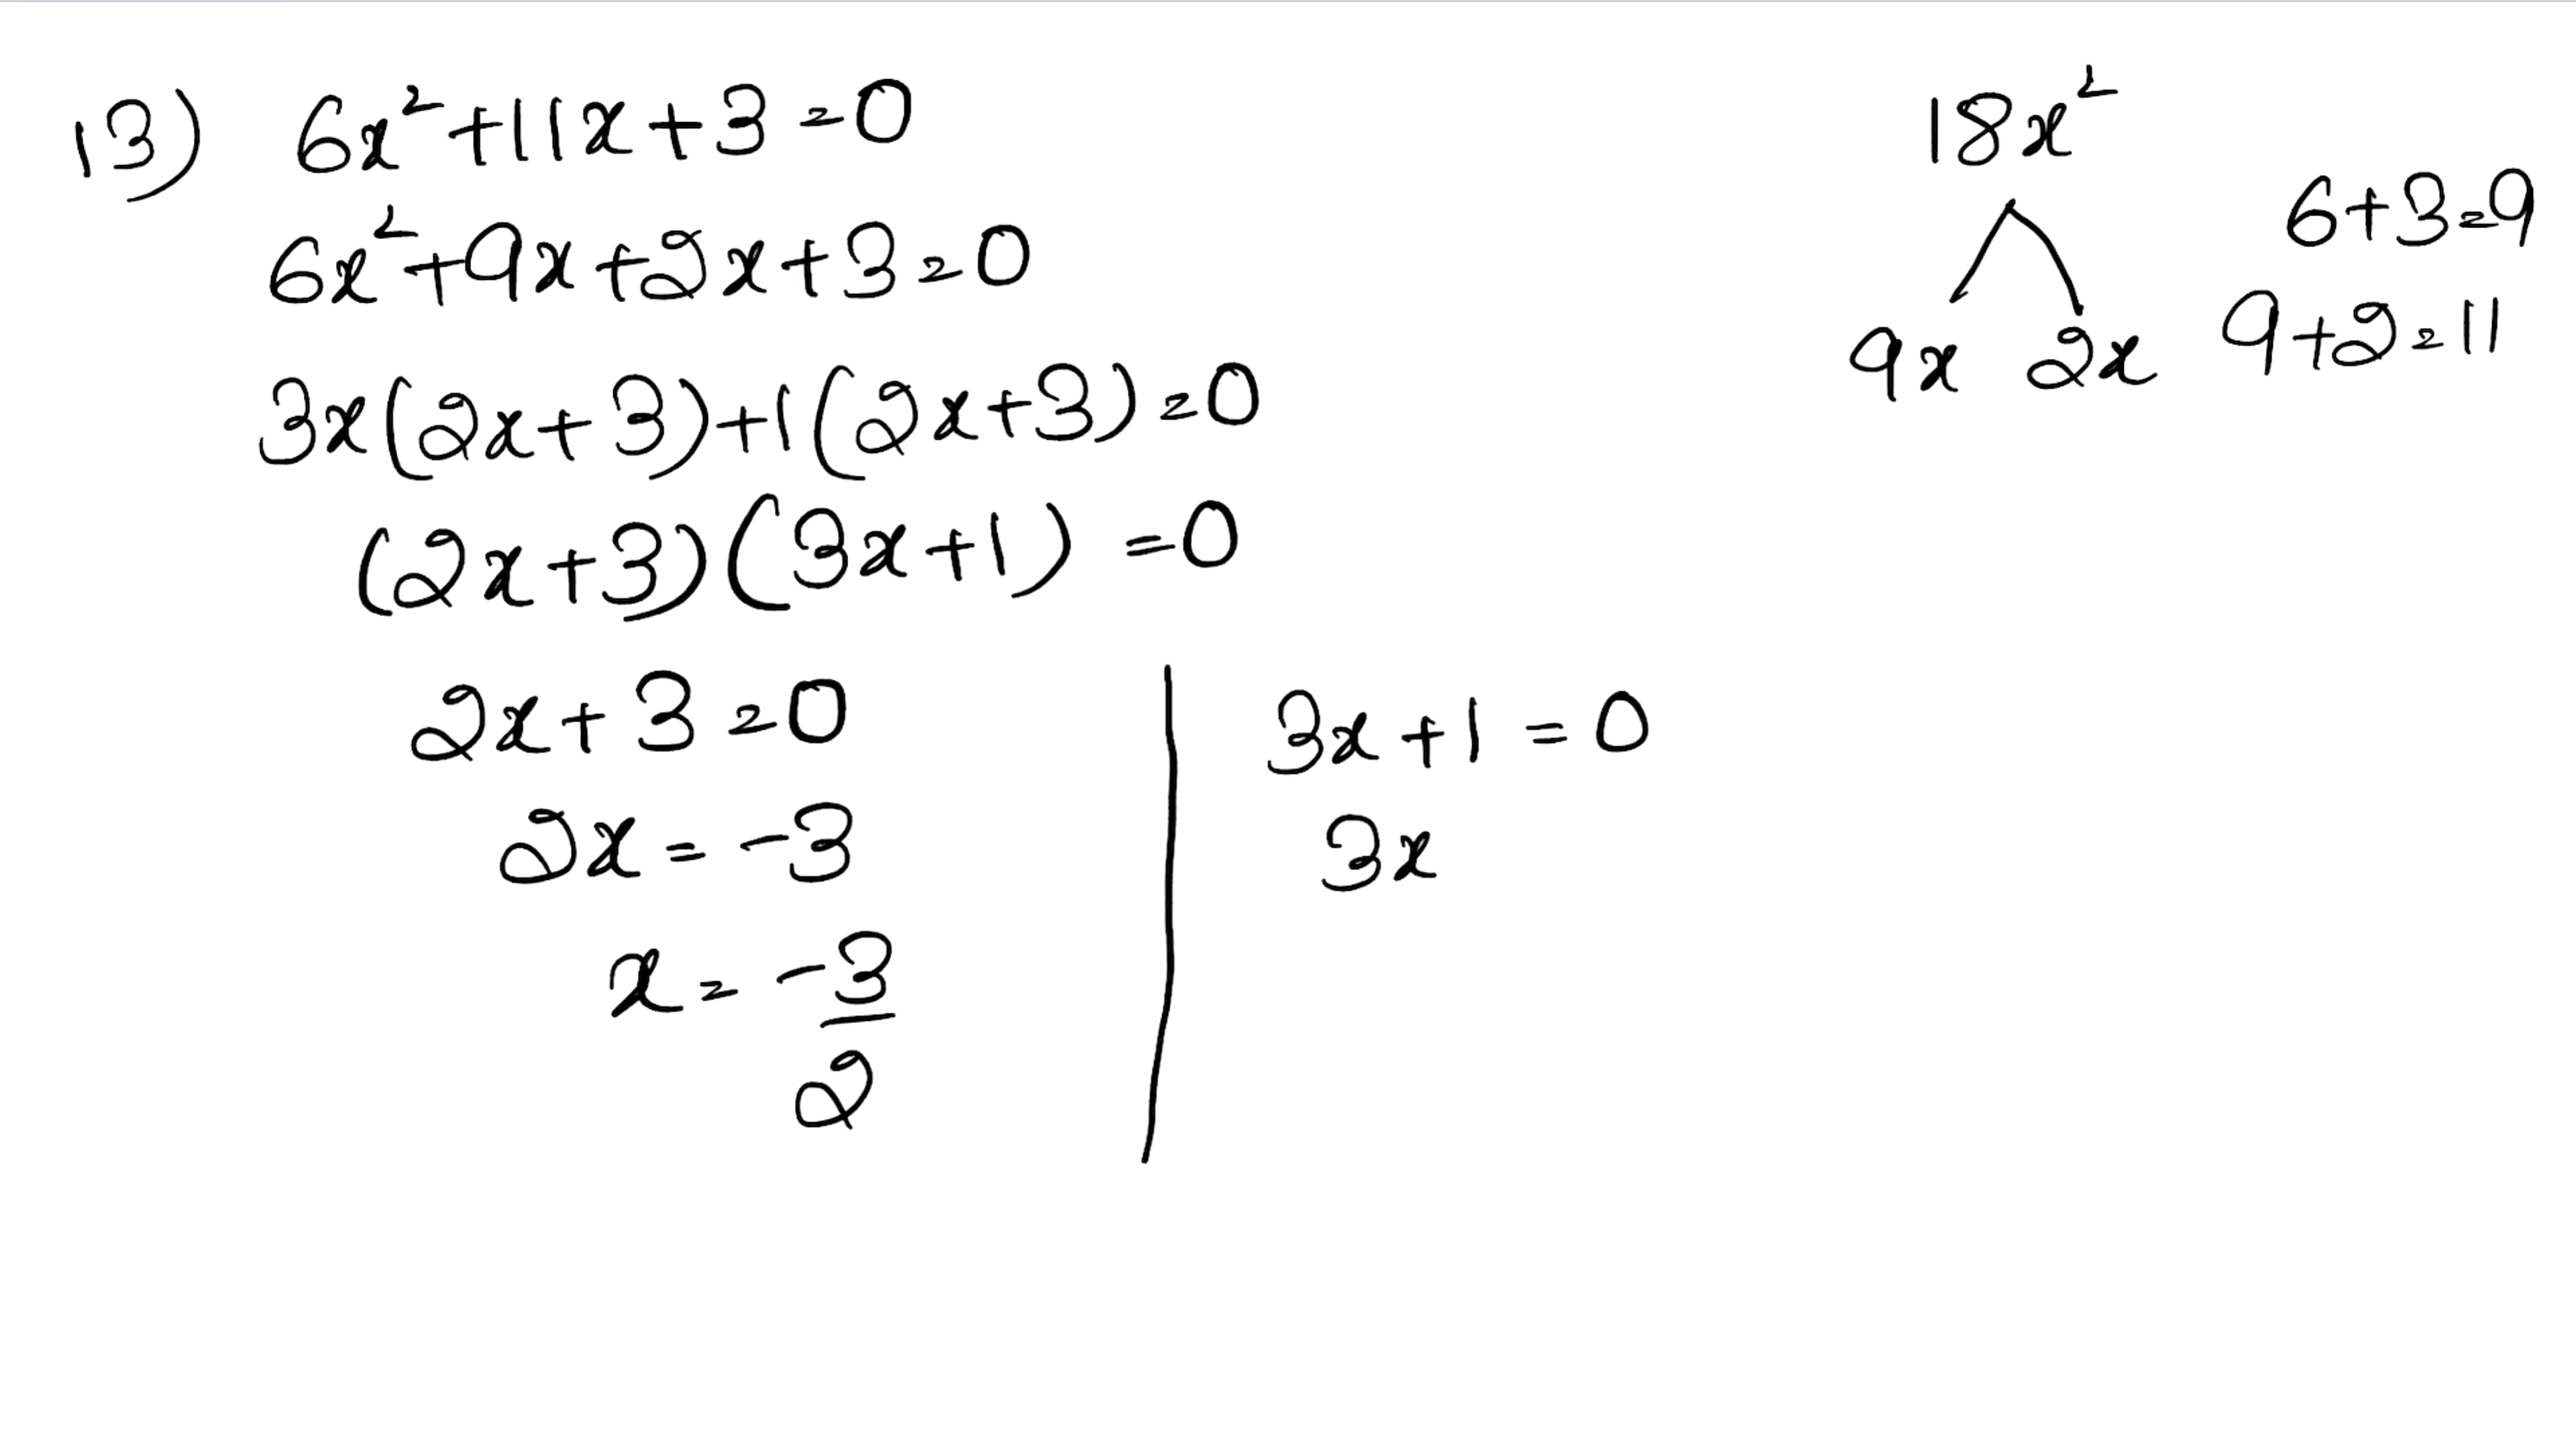 13) 6x²+11x+3=0
6x²+9x+2x+3=0
3x(2x+3)+1(2x+3)=0
(2x+3)(3x+1)=0
2x+3=0
2x=-3
x=-3/2
3x+1=0
3x
18x²
9x 2x
6+3=9
9+2=11